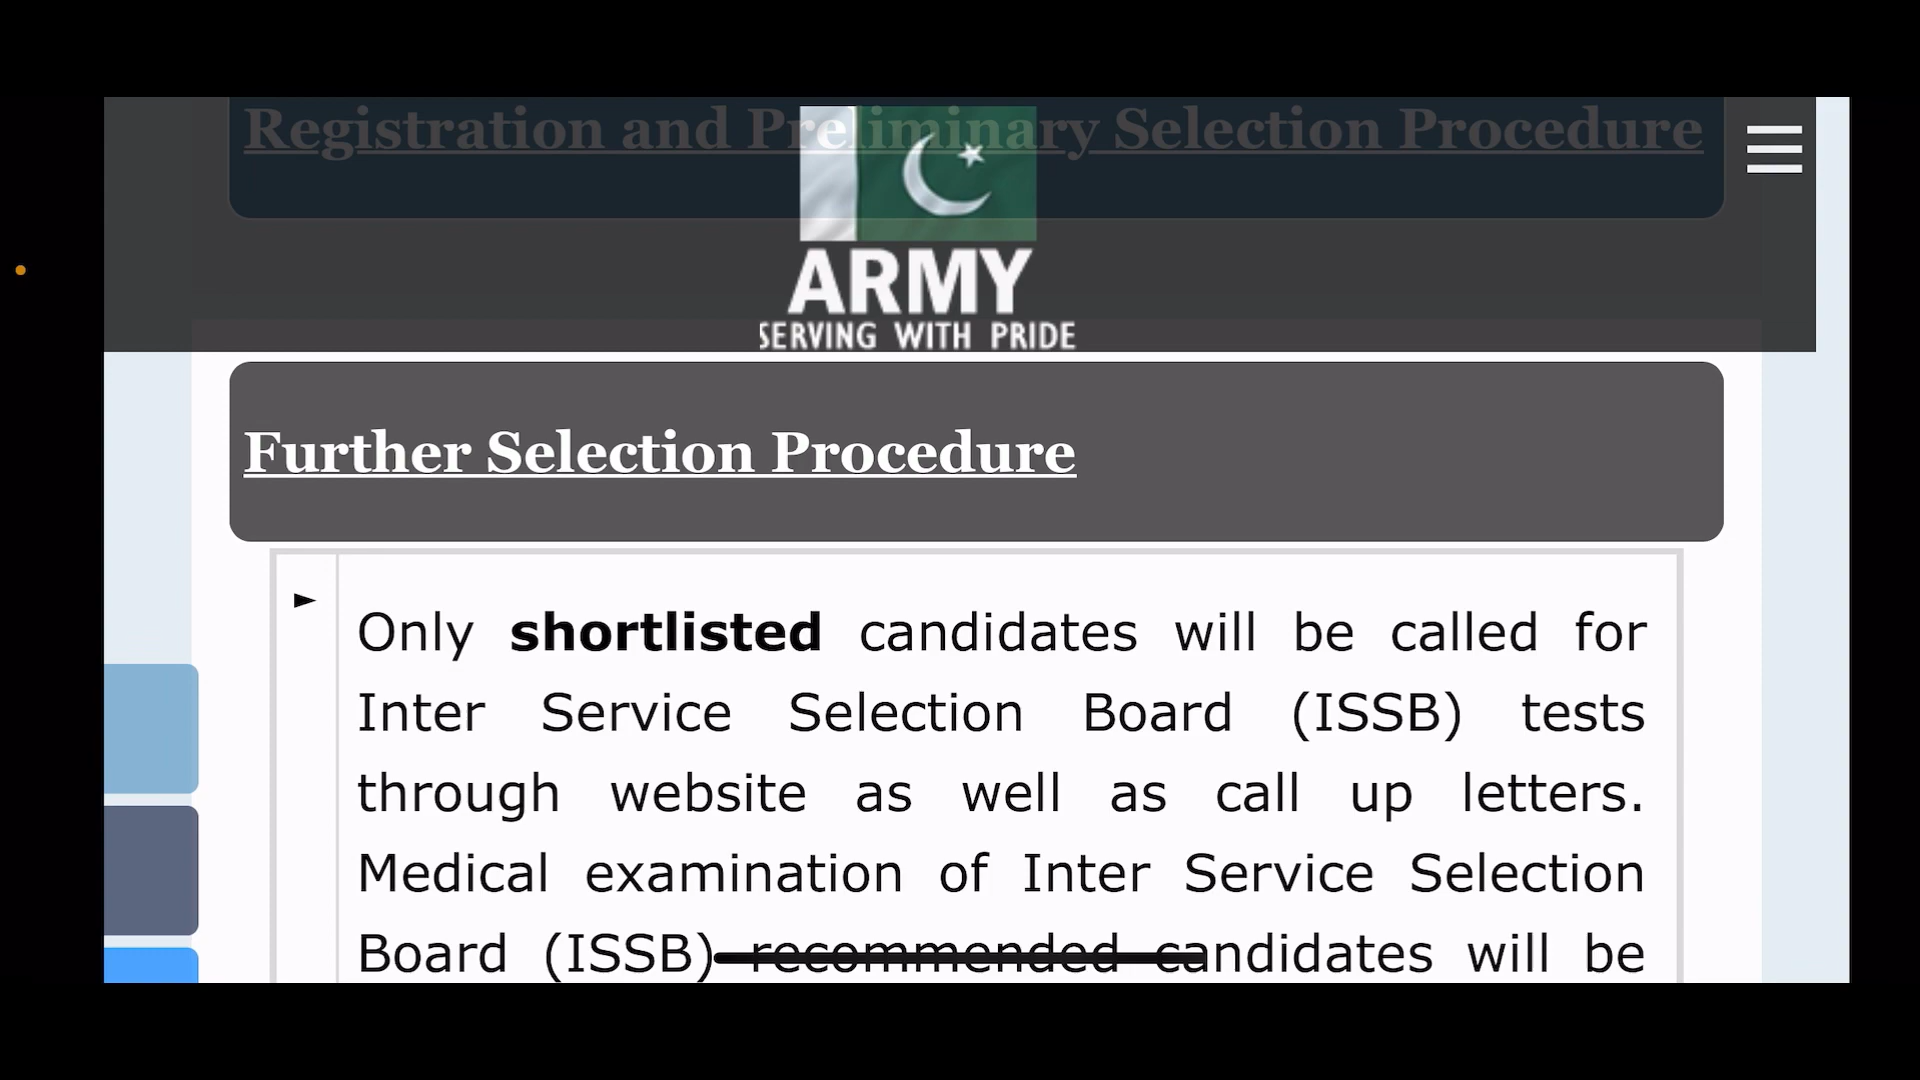 Registration and Preliminary Selection Procedure
ARMY
SERVING WITH PRIDE
Further Selection Procedure
► Only shortlisted candidates will be called for
Inter Service Selection Board (ISSB) tests
through website as well as call up letters.
Medical examination of Inter Service Selection
Board (ISSB) recommended candidates will be